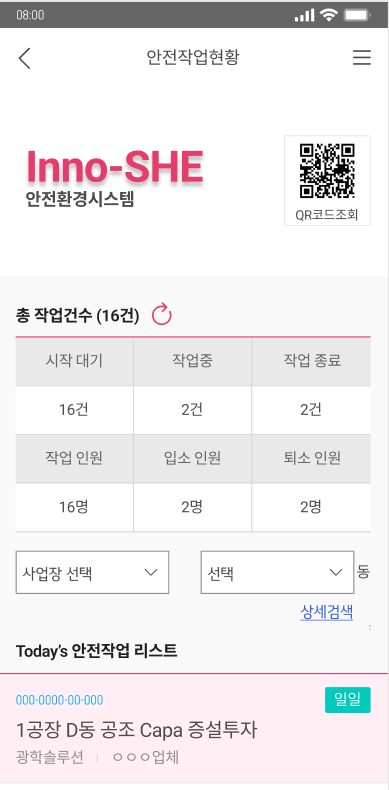 08:00
안전작업현황
Inno-SHE
안전환경시스템
QR코드조회
총 작업건수 (16건)
시작 대기 작업중 작업 종료
16건 2건 2건
작업 인원 입소 인원 퇴소 인원
16명 2명 2명
사업장 선택 선택 동
상세검색
:
Today's 안전작업 리스트
000-0000-00-000 일일
1공장 D동 공조 Capa 증설투자
광학솔루션 | ㅇㅇㅇ업체